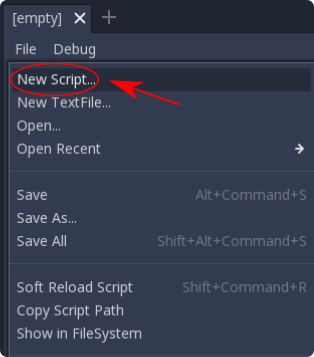 [empty]
File Debug
New Script...
New TextFile...
Open...
Open Recent
Save Alt+Command+S
Save As...
Save All Shift+Alt+Command+S
Soft Reload Script Shift+Command+R
Copy Script Path
Show in FileSystem